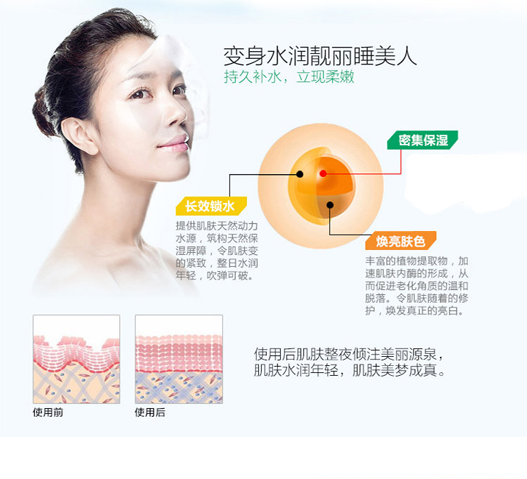 变身水润靓丽睡美人
持久补水，立现柔嫩
密集保湿
长效锁水
提供肌肤天然动力
水源，筑构天然保
湿屏障，令肌肤变
的紧致，整日水润
年轻，吹弹可破。
焕亮肤色
丰富的植物提取物，加
速肌肤内酶的形成，从
而促进老化角质的温和
脱落。令肌肤随着的修
护，焕发真正的亮白。
使用后肌肤整夜倾注美丽源泉，
肌肤水润年轻，肌肤美梦成真。
使用前
使用后